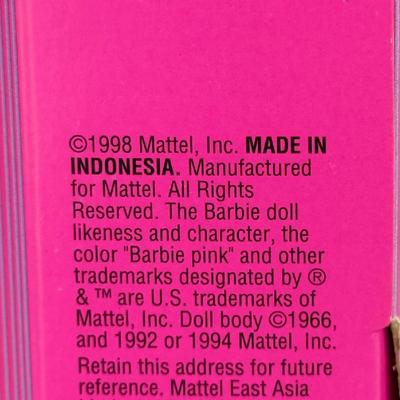 ©1998 Mattel, Inc. MADE IN
INDONESIA. Manufactured
for Mattel. All Rights
Reserved. The Barbie doll
likeness and character, the
color "Barbie pink" and other
trademarks designated by ®
& ™ are U.S. trademarks of
Mattel, Inc. Doll body ©1966,
and 1992 or 1994 Mattel, Inc.
Retain this address for future
reference. Mattel East Asia